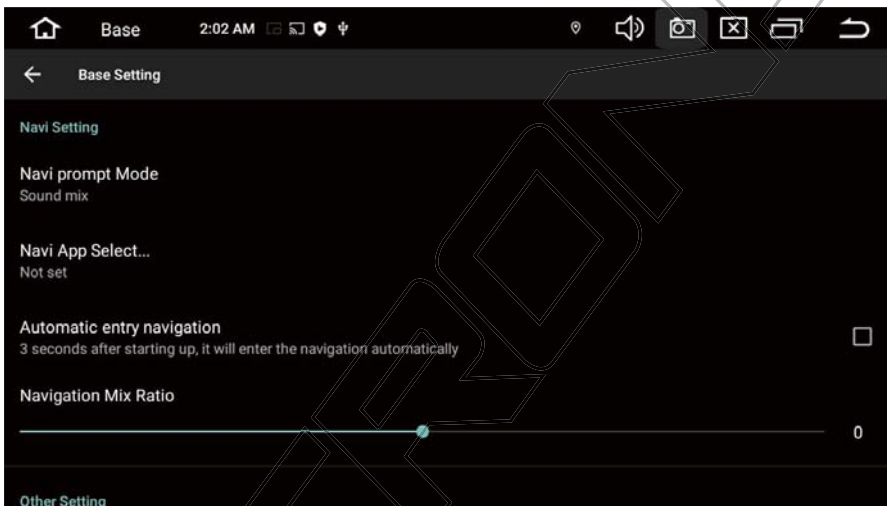 Base 2:02 AM
Base Setting
Navi Setting
Navi prompt Mode
Sound mix
Navi App Select...
Not set
Automatic entry navigation
3 seconds after starting up, it will enter the navigation automatically
Navigation Mix Ratio
0
Other Setting